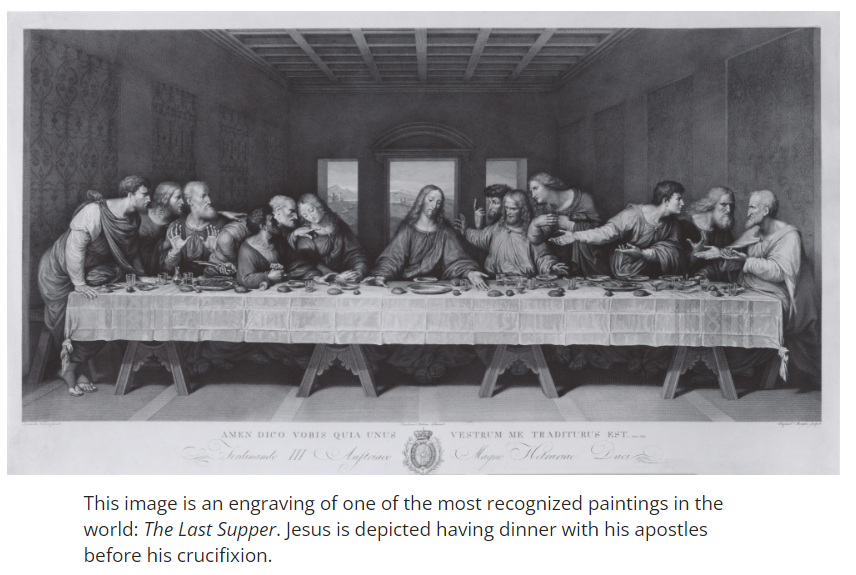 AMEN DICO VOBIS QUIA UNUS VESTRUM ME TRADITURUS EST.
Ferdinando III Austriaco Magno Hetruriae Duci
This image is an engraving of one of the most recognized paintings in the
world: The Last Supper. Jesus is depicted having dinner with his apostles
before his crucifixion.